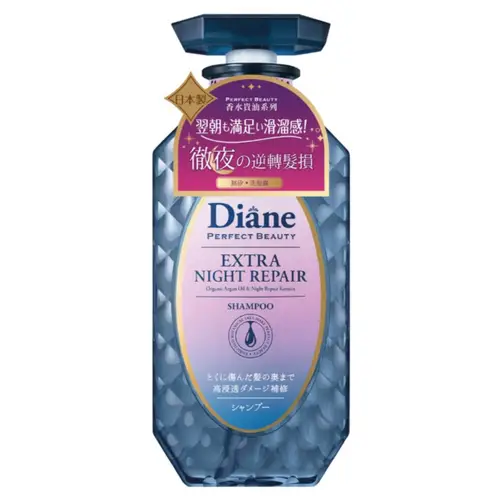 日本製
PERFECT BEAUTY
香水貴油系列
翌朝も満足い滑溜感!
徹夜の逆轉髮損
Diane
PERFECT BEAUTY
EXTRA
NIGHT REPAIR
Organic Argan Oil & Night Repair Keratin
SHAMPOO
とくに傷んだ髪の奥まで
高浸透ダメージ補修
シャンプー